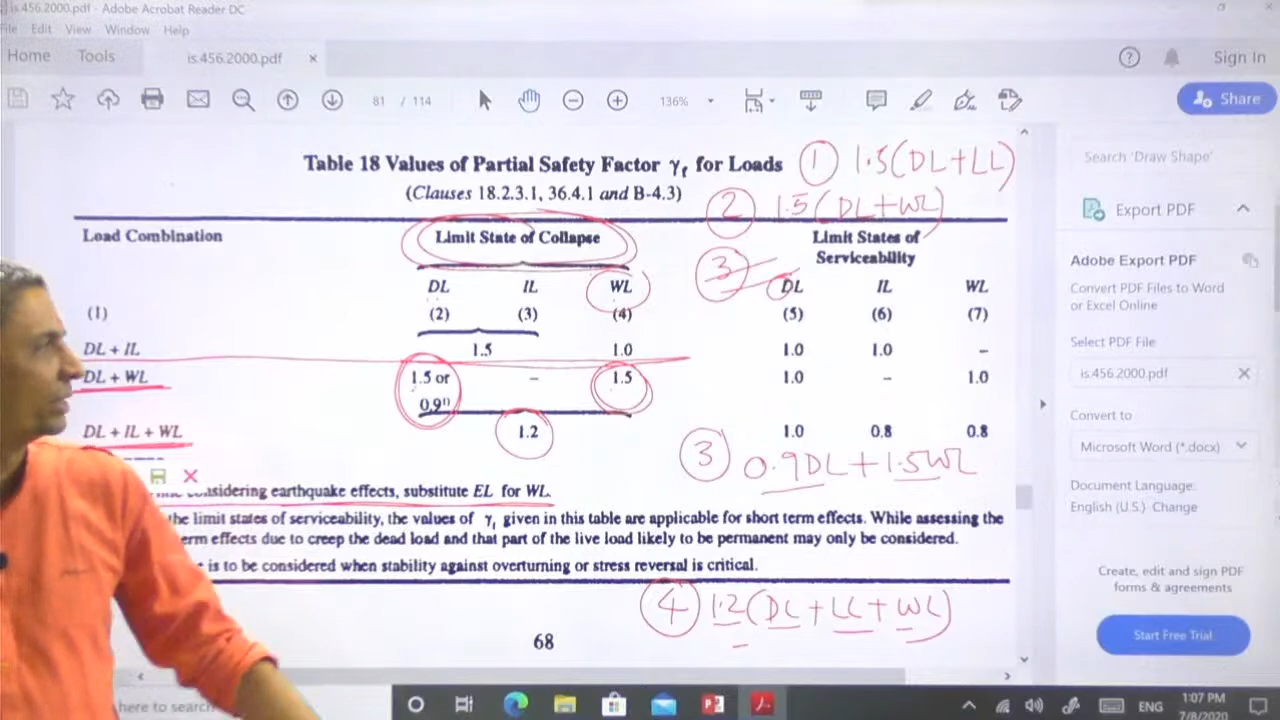 is.456.2000.pdf - Adobe Acrobat Reader DC
File Edit View Window Help
Home Tools is.456.2000.pdf × Sign In
81 / 114 136% Share
Table 18 Values of Partial Safety Factor γf for Loads ① 1.5(DL+LL)
(Clauses 18.2.3.1, 36.4.1 and B-4.3) ② 1.5(DL+WL)
Load Combination Limit State of Collapse Limit States of
Serviceability
③
DL IL WL DL IL WL
(1) (2) (3) (4) (5) (6) (7)
DL + IL 1.5 1.0 1.0 1.0 –
DL + WL 1.5 or – 1.5 1.0 – 1.0
0.9¹⁾
DL + IL + WL 1.2 1.0 0.8 0.8
③ 0.9DL+1.5WL
considering earthquake effects, substitute EL for WL.
the limit states of serviceability, the values of γf given in this table are applicable for short term effects. While assessing the
erm effects due to creep the dead load and that part of the live load likely to be permanent may only be considered.
is to be considered when stability against overturning or stress reversal is critical.
④ 1.2(DL+LL+WL)
68
Search 'Draw Shape'
Export PDF
Adobe Export PDF
Convert PDF Files to Word
or Excel Online
Select PDF File
is.456.2000.pdf ×
Convert to
Microsoft Word (*.docx)
Document Language:
English (U.S.) Change
Create, edit and sign PDF
forms & agreements
Start Free Trial
here to search
ENG
1:07 PM
7/8/2020